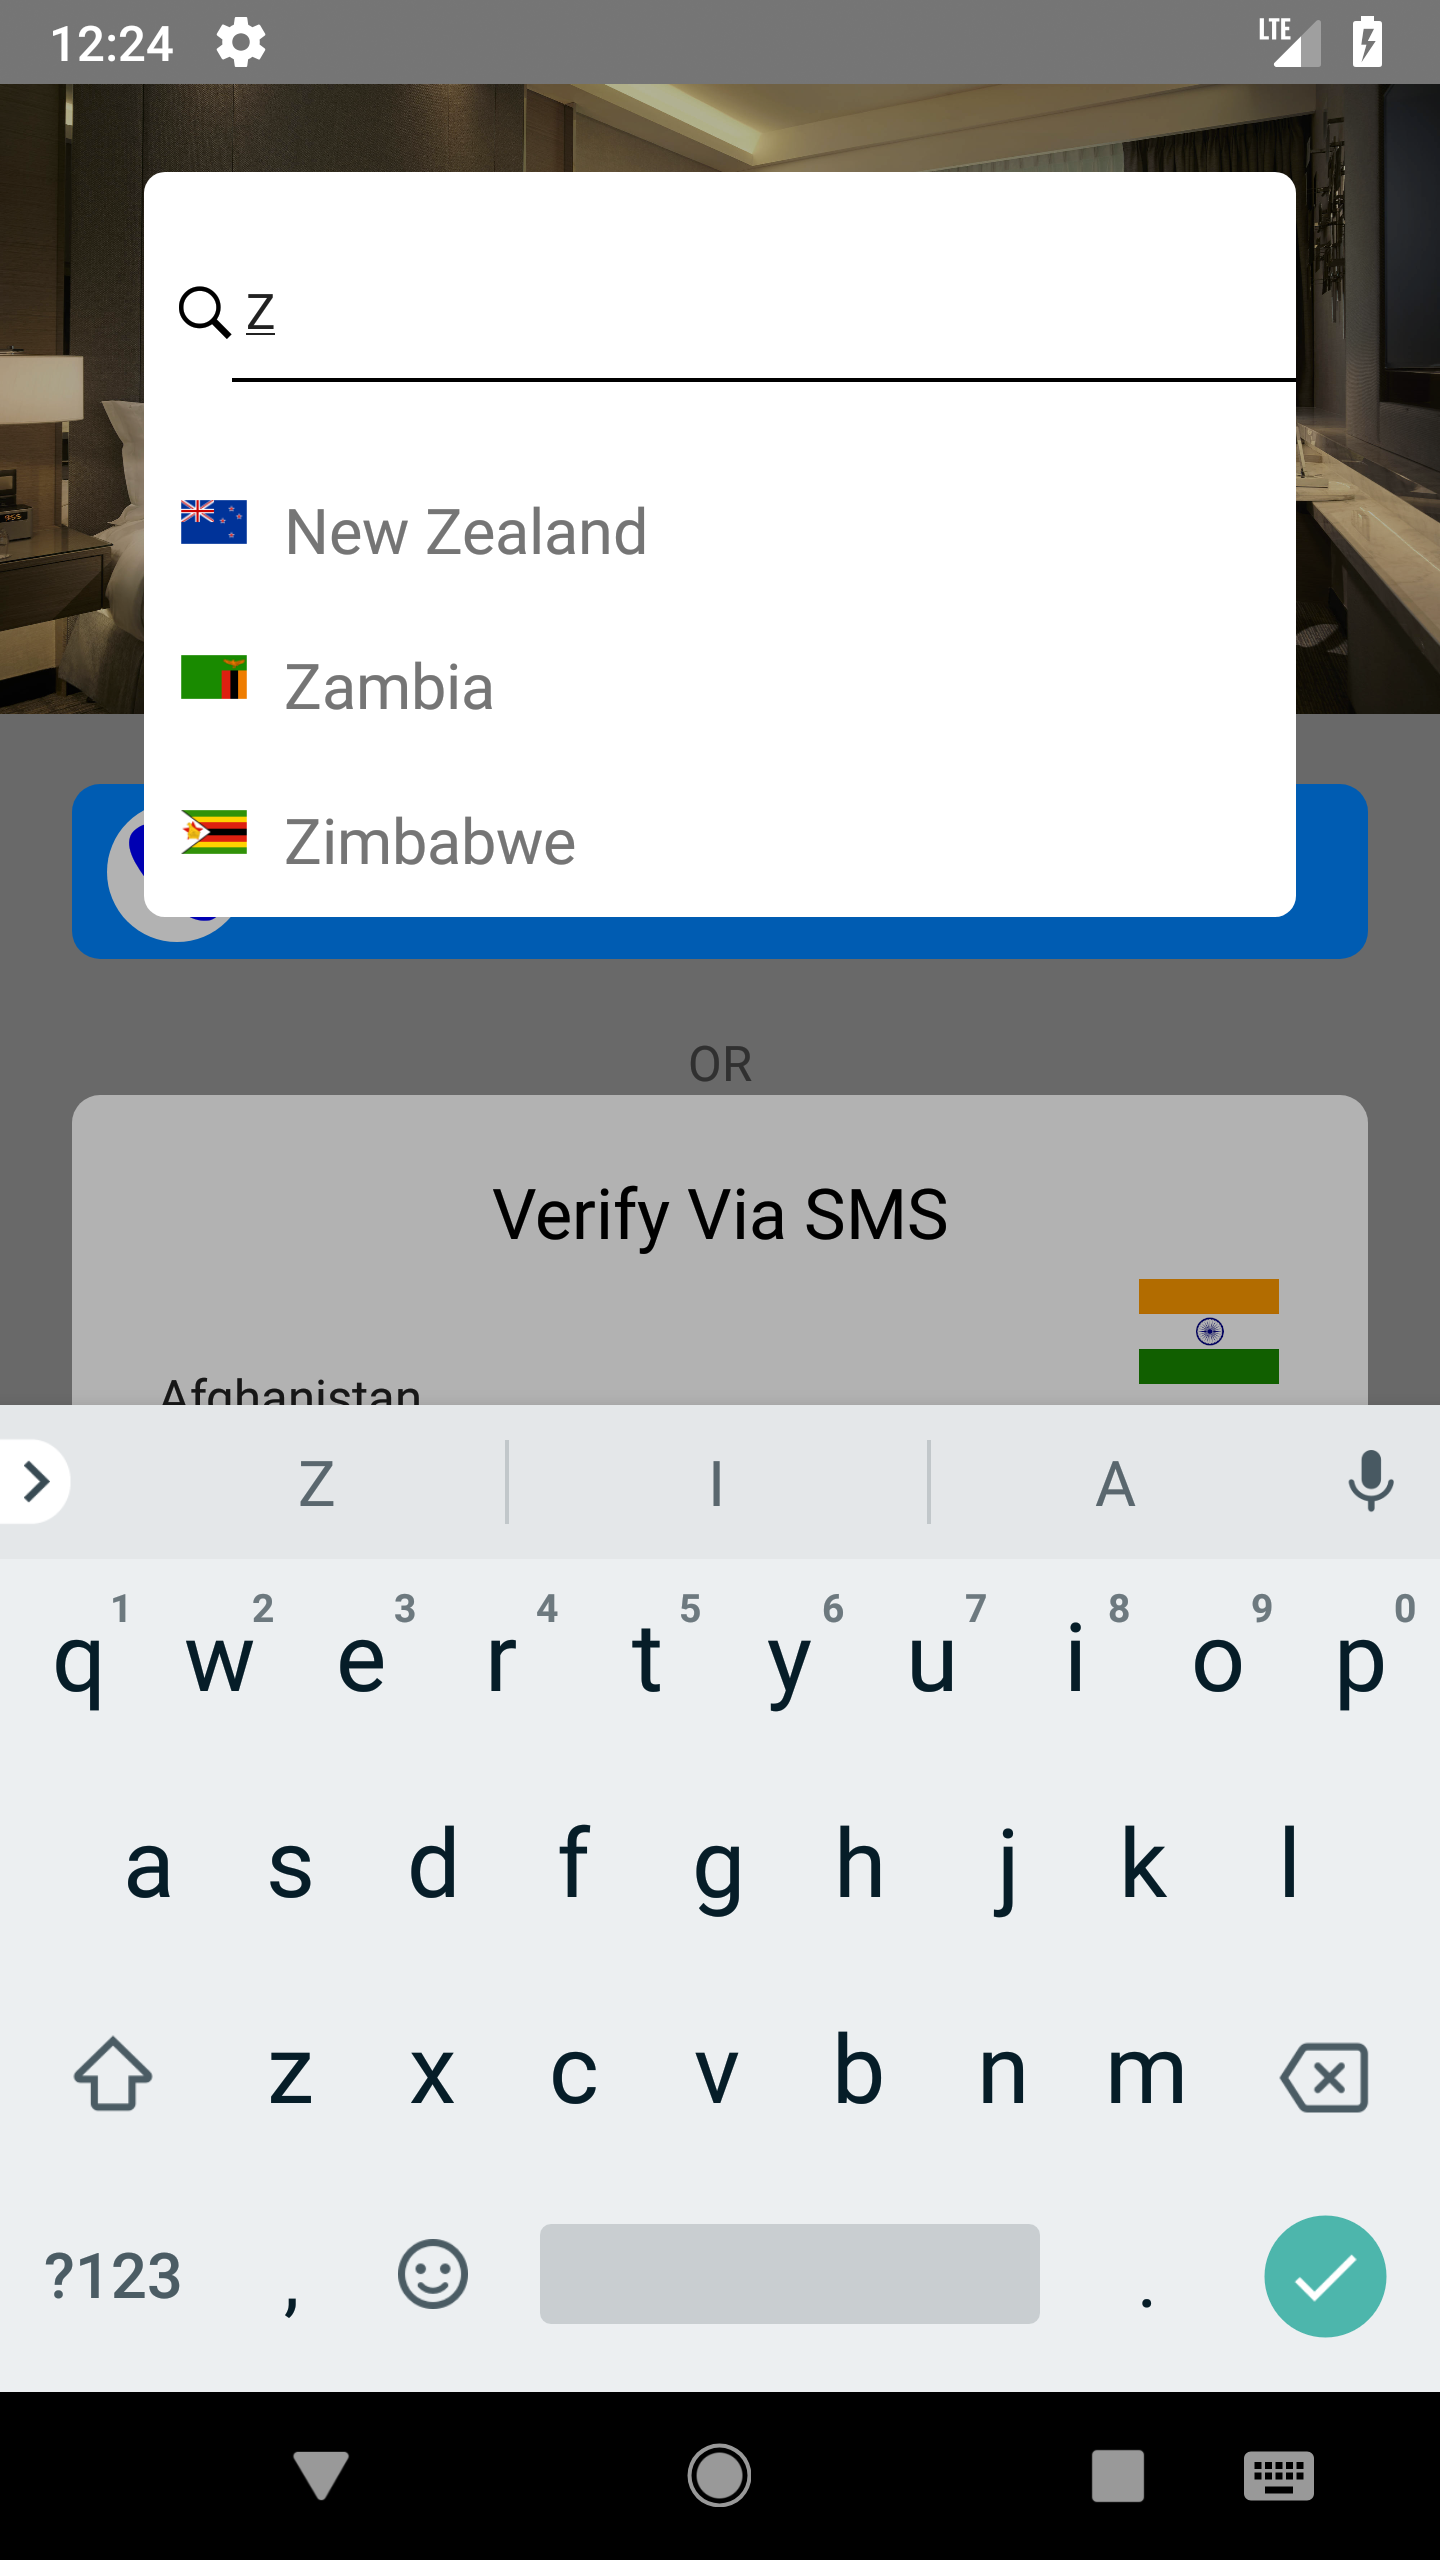 12:24
LTE
Z
New Zealand
Zambia
Zimbabwe
OR
Verify Via SMS
Afghanistan
Z I A
1 2 3 4 5 6 7 8 9 0
q w e r t y u i o p
a s d f g h j k l
z x c v b n m
?123 , .